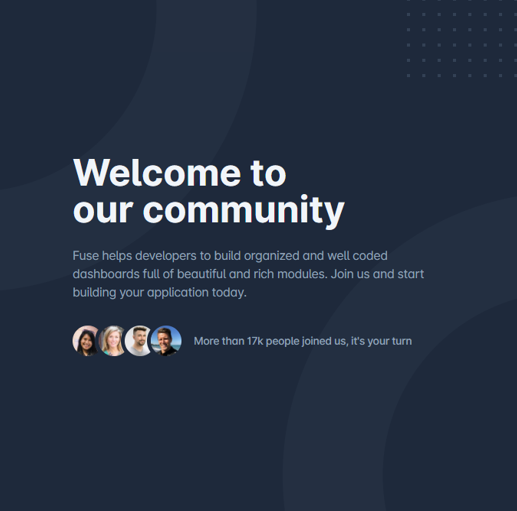 Welcome to
our community
Fuse helps developers to build organized and well coded
dashboards full of beautiful and rich modules. Join us and start
building your application today.
More than 17k people joined us, it's your turn